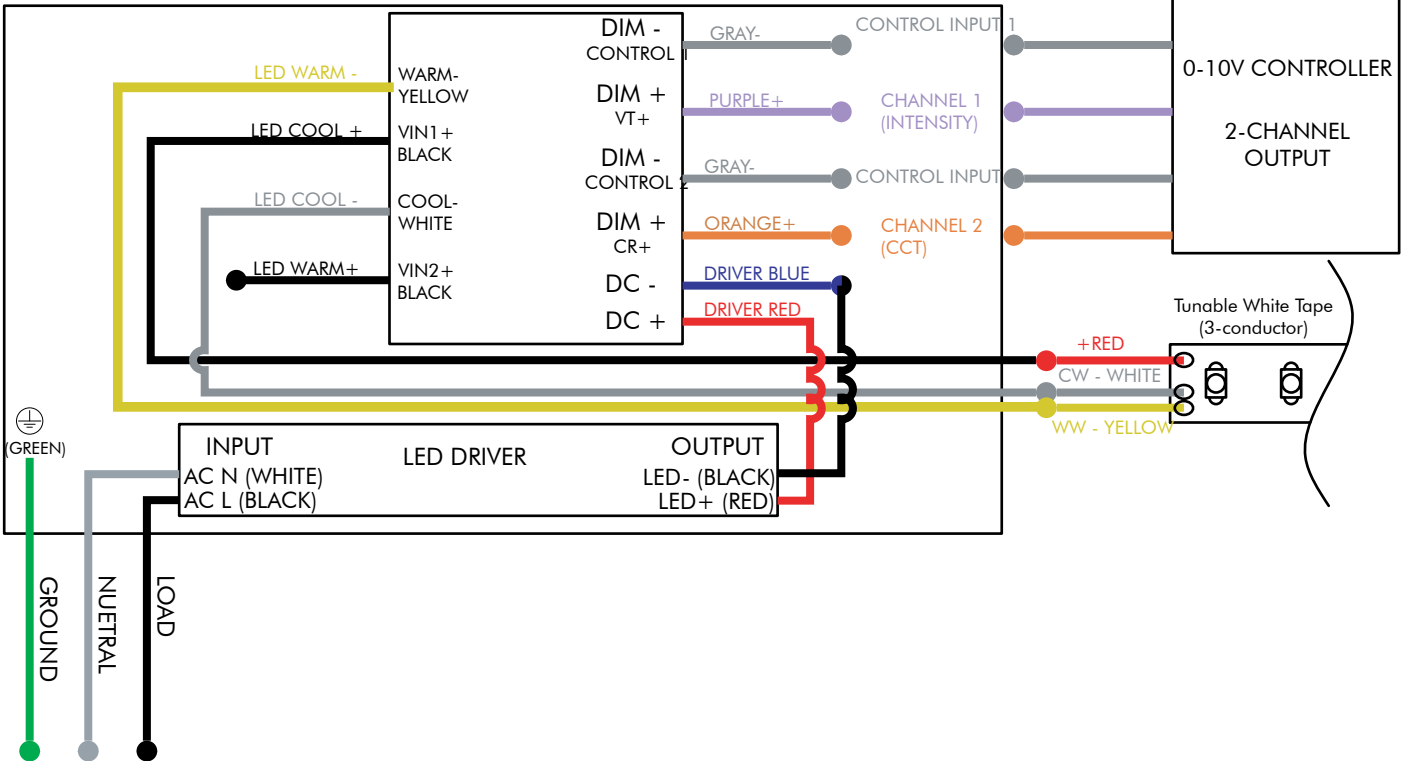 LED WARM -
LED COOL +
LED COOL -
LED WARM+
WARM-
YELLOW
VIN1+
BLACK
COOL-
WHITE
VIN2+
BLACK
DIM -
CONTROL 1
DIM +
VT+
DIM -
CONTROL 2
DIM +
CR+
DC -
DC +
GRAY-
PURPLE+
GRAY-
ORANGE+
DRIVER BLUE
DRIVER RED
CONTROL INPUT 1
CHANNEL 1
(INTENSITY)
CONTROL INPUT
CHANNEL 2
(CCT)
0-10V CONTROLLER
2-CHANNEL
OUTPUT
Tunable White Tape
(3-conductor)
+RED
CW - WHITE
WW - YELLOW
(GREEN)
INPUT
AC N (WHITE)
AC L (BLACK)
LED DRIVER
OUTPUT
LED- (BLACK)
LED+ (RED)
GROUND
NUETRAL
LOAD